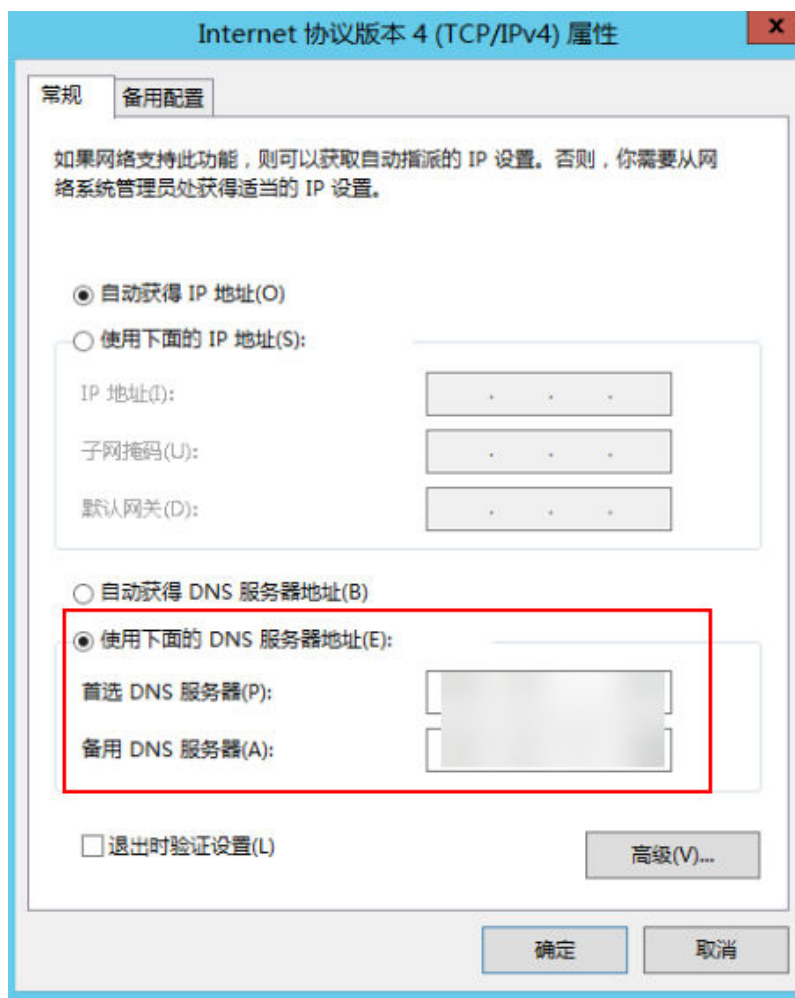 Internet 协议版本 4 (TCP/IPv4) 属性
x
常规
备用配置
如果网络支持此功能，则可以获取自动指派的 IP 设置。否则，你需要从网
络系统管理员处获得适当的 IP 设置。
自动获得 IP 地址(O)
使用下面的 IP 地址(S):
IP 地址(I):
子网掩码(U):
默认网关(D):
自动获得 DNS 服务器地址(B)
使用下面的 DNS 服务器地址(E):
首选 DNS 服务器(P):
备用 DNS 服务器(A):
退出时验证设置(L)
高级(V)...
确定
取消